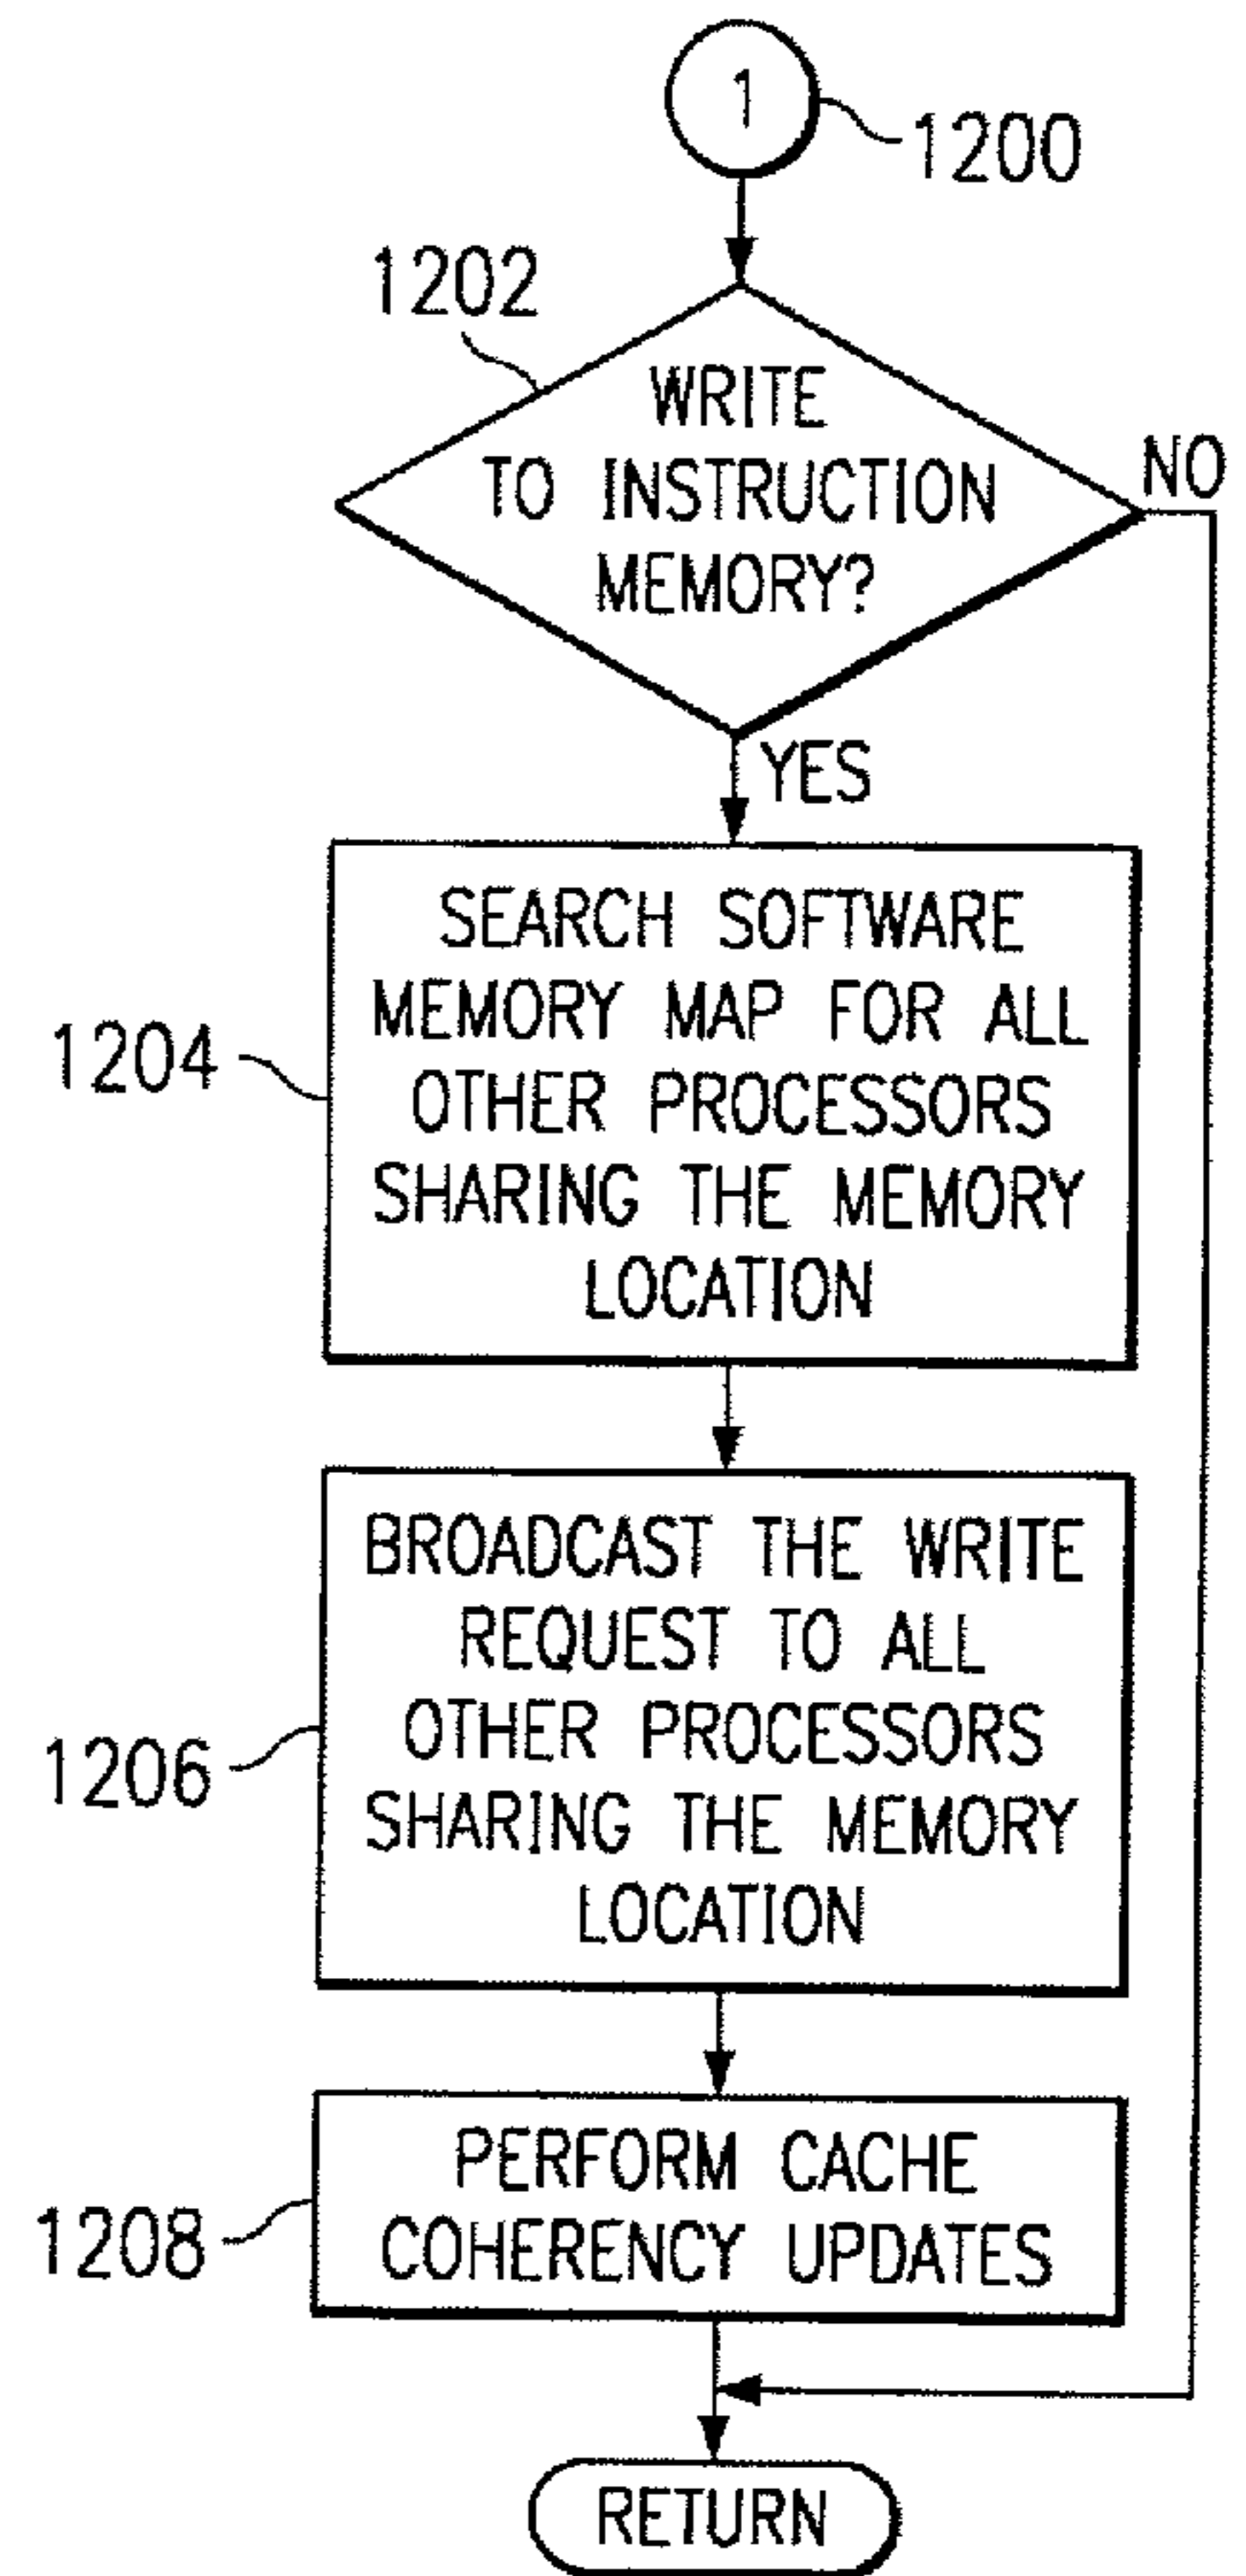 1
1200
1202
WRITE
TO INSTRUCTION
MEMORY?
NO
YES
SEARCH SOFTWARE
MEMORY MAP FOR ALL
OTHER PROCESSORS
SHARING THE MEMORY
LOCATION
1204
BROADCAST THE WRITE
REQUEST TO ALL
OTHER PROCESSORS
SHARING THE MEMORY
LOCATION
1206
PERFORM CACHE
COHERENCY UPDATES
1208
RETURN